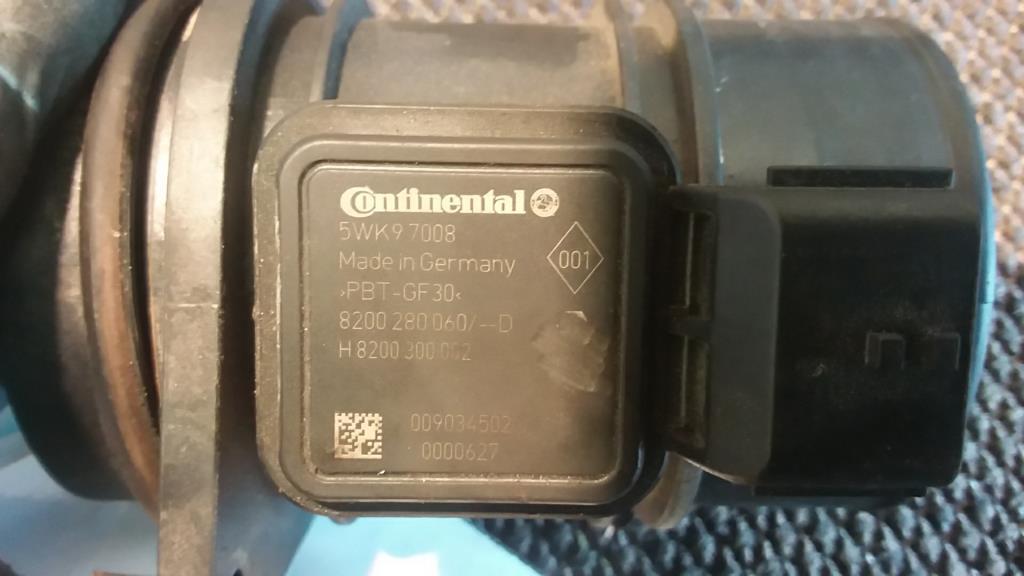 Continental
5WK9 7008
Made in Germany
001
›PBT-GF30‹
8200 280 060/--D
H 8200 300 002
009034502
0000627